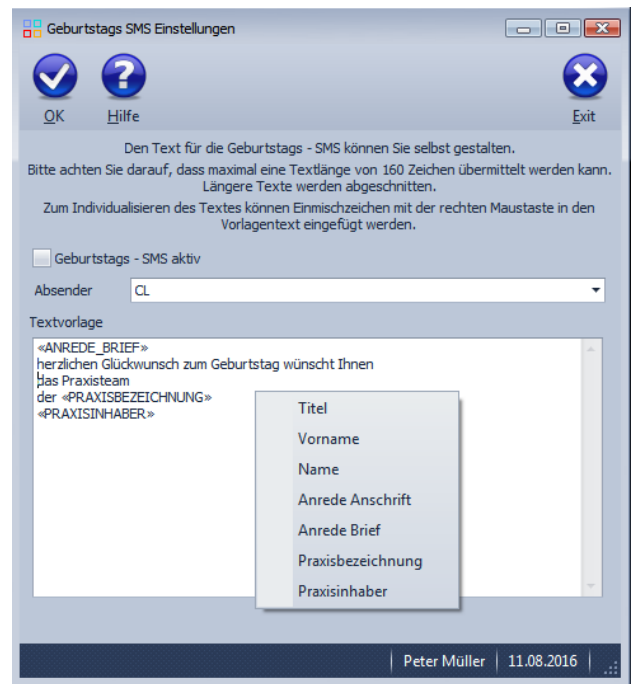 Geburtstags SMS Einstellungen
OK
Hilfe
Exit
Den Text für die Geburtstags - SMS können Sie selbst gestalten.
Bitte achten Sie darauf, dass maximal eine Textlänge von 160 Zeichen übermittelt werden kann.
Längere Texte werden abgeschnitten.
Zum Individualisieren des Textes können Einmischzeichen mit der rechten Maustaste in den
Vorlagentext eingefügt werden.
Geburtstags - SMS aktiv
Absender
CL
Textvorlage
«ANREDE_BRIEF»
herzlichen Glückwunsch zum Geburtstag wünscht Ihnen
das Praxisteam
der «PRAXISBEZEICHNUNG»
«PRAXISINHABER»
Titel
Vorname
Name
Anrede Anschrift
Anrede Brief
Praxisbezeichnung
Praxisinhaber
Peter Müller
11.08.2016